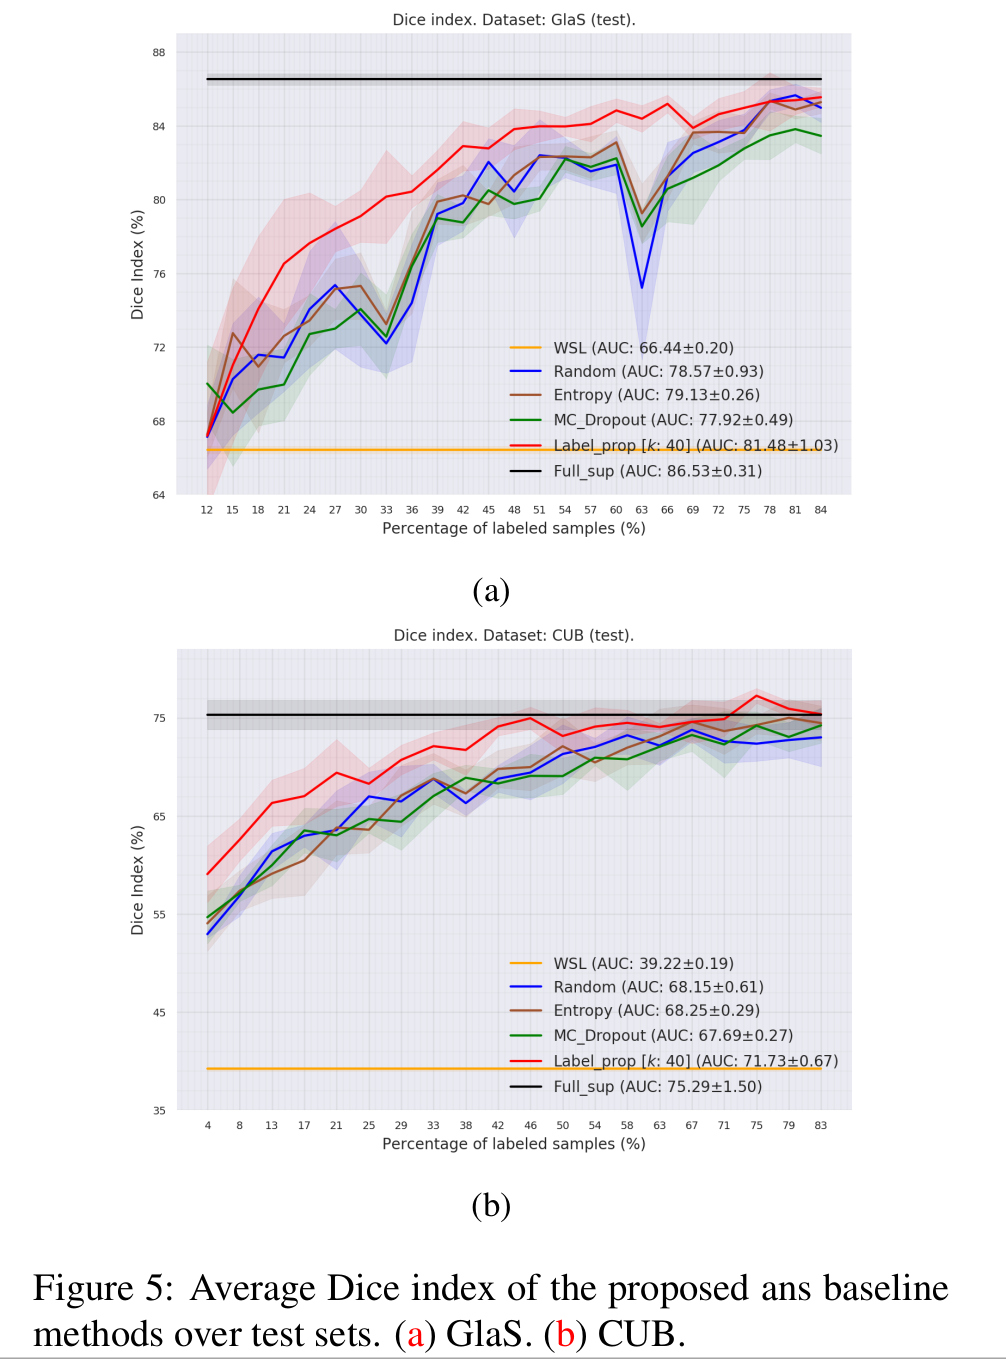 Dice index. Dataset: GlaS (test).
88
84
80
76
72
68
64
Dice Index (%)
WSL (AUC: 66.44±0.20)
Random (AUC: 78.57±0.93)
Entropy (AUC: 79.13±0.26)
MC_Dropout (AUC: 77.92±0.49)
Label_prop [k: 40] (AUC: 81.48±1.03)
Full_sup (AUC: 86.53±0.31)
12 15 18 21 24 27 30 33 36 39 42 45 48 51 54 57 60 63 66 69 72 75 78 81 84
Percentage of labeled samples (%)
(a)
Dice index. Dataset: CUB (test).
75
65
55
45
35
Dice Index (%)
WSL (AUC: 39.22±0.19)
Random (AUC: 68.15±0.61)
Entropy (AUC: 68.25±0.29)
MC_Dropout (AUC: 67.69±0.27)
Label_prop [k: 40] (AUC: 71.73±0.67)
Full_sup (AUC: 75.29±1.50)
4 8 13 17 21 25 29 33 38 42 46 50 54 58 63 67 71 75 79 83
Percentage of labeled samples (%)
(b)
Figure 5: Average Dice index of the proposed ans baseline
methods over test sets. (a) GlaS. (b) CUB.